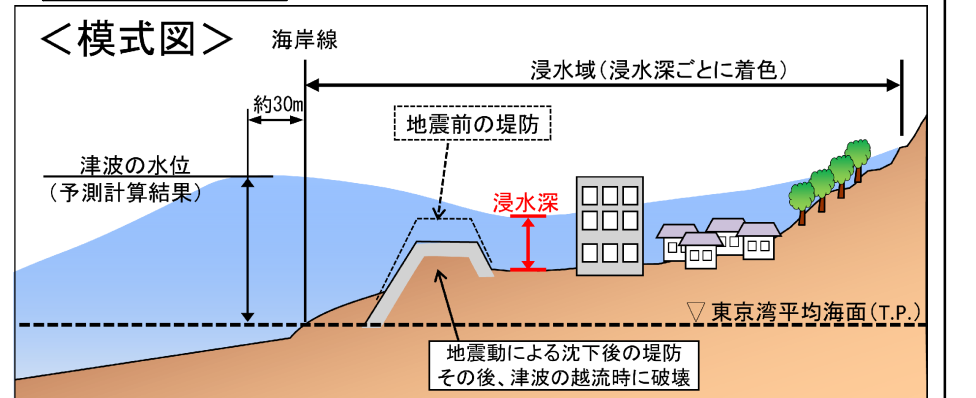 ＜模式図＞
海岸線
浸水域（浸水深ごとに着色）
約30m
地震前の堤防
津波の水位
（予測計算結果）
浸水深
▽東京湾平均海面（T.P.）
地震動による沈下後の堤防
その後、津波の越流時に破壊